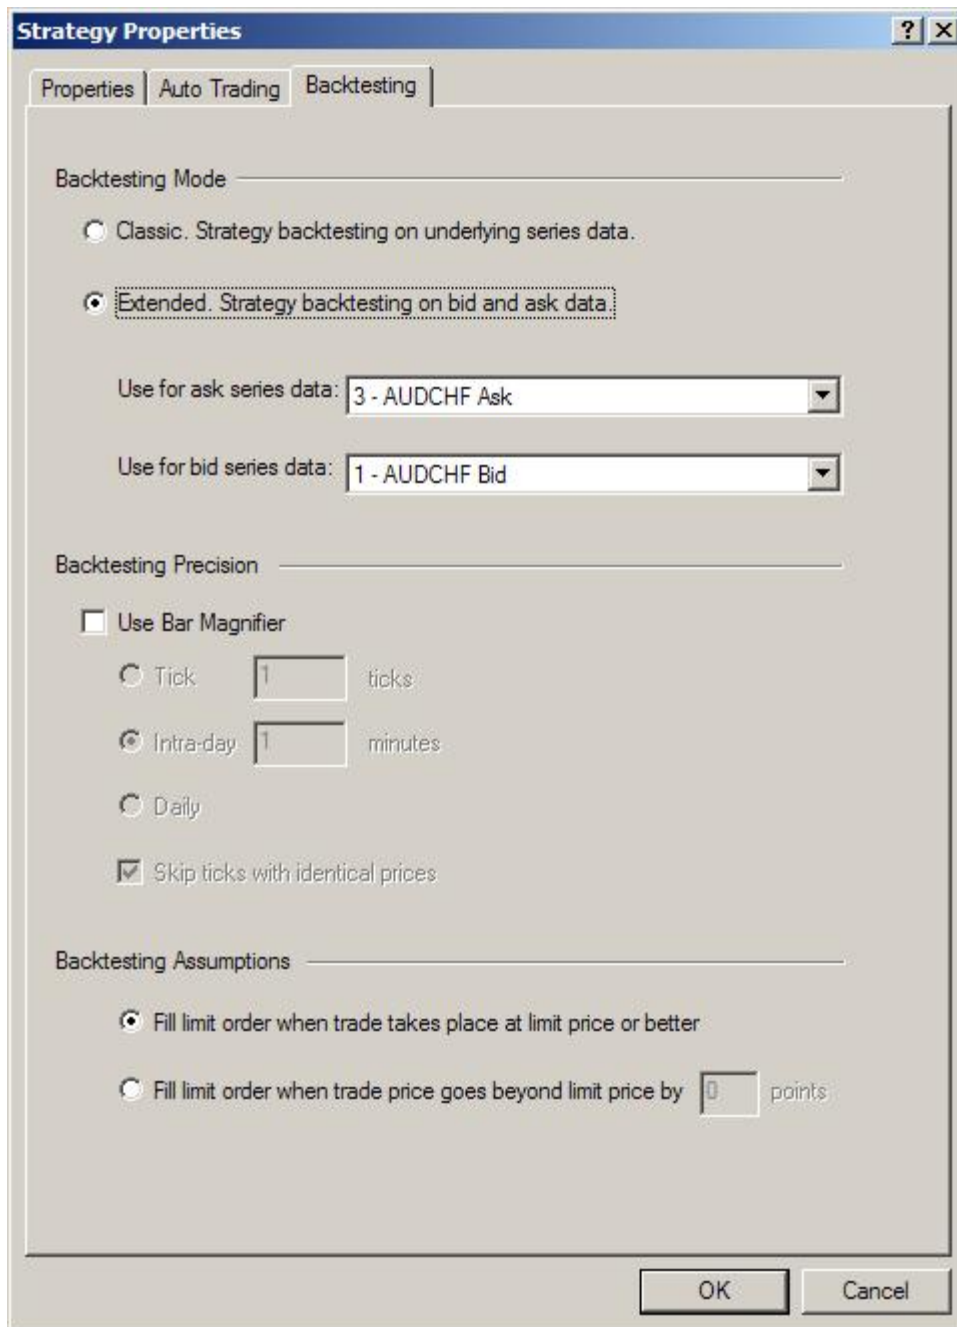 Strategy Properties
Properties Auto Trading Backtesting
Backtesting Mode
Classic. Strategy backtesting on underlying series data.
Extended. Strategy backtesting on bid and ask data.
Use for ask series data: 3 - AUDCHF Ask
Use for bid series data: 1 - AUDCHF Bid
Backtesting Precision
Use Bar Magnifier
Tick 1 ticks
Intra-day 1 minutes
Daily
Skip ticks with identical prices
Backtesting Assumptions
Fill limit order when trade takes place at limit price or better
Fill limit order when trade price goes beyond limit price by 0 points
OK Cancel